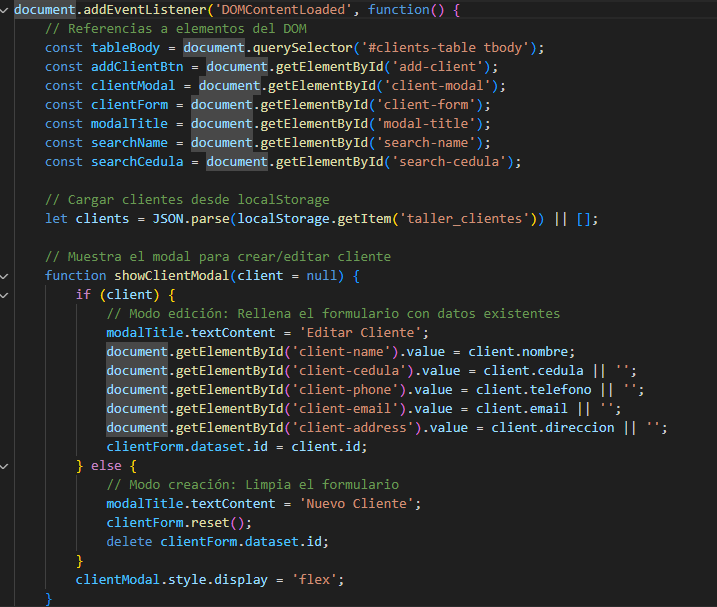 document.addEventListener('DOMContentLoaded', function() {
// Referencias a elementos del DOM
const tableBody = document.querySelector('#clients-table tbody');
const addClientBtn = document.getElementById('add-client');
const clientModal = document.getElementById('client-modal');
const clientForm = document.getElementById('client-form');
const modalTitle = document.getElementById('modal-title');
const searchName = document.getElementById('search-name');
const searchCedula = document.getElementById('search-cedula');
// Cargar clientes desde localStorage
let clients = JSON.parse(localStorage.getItem('taller_clientes')) || [];
// Muestra el modal para crear/editar cliente
function showClientModal(client = null) {
if (client) {
// Modo edición: Rellena el formulario con datos existentes
modalTitle.textContent = 'Editar Cliente';
document.getElementById('client-name').value = client.nombre;
document.getElementById('client-cedula').value = client.cedula || '';
document.getElementById('client-phone').value = client.telefono || '';
document.getElementById('client-email').value = client.email || '';
document.getElementById('client-address').value = client.direccion || '';
clientForm.dataset.id = client.id;
} else {
// Modo creación: Limpia el formulario
modalTitle.textContent = 'Nuevo Cliente';
clientForm.reset();
delete clientForm.dataset.id;
}
clientModal.style.display = 'flex';
}